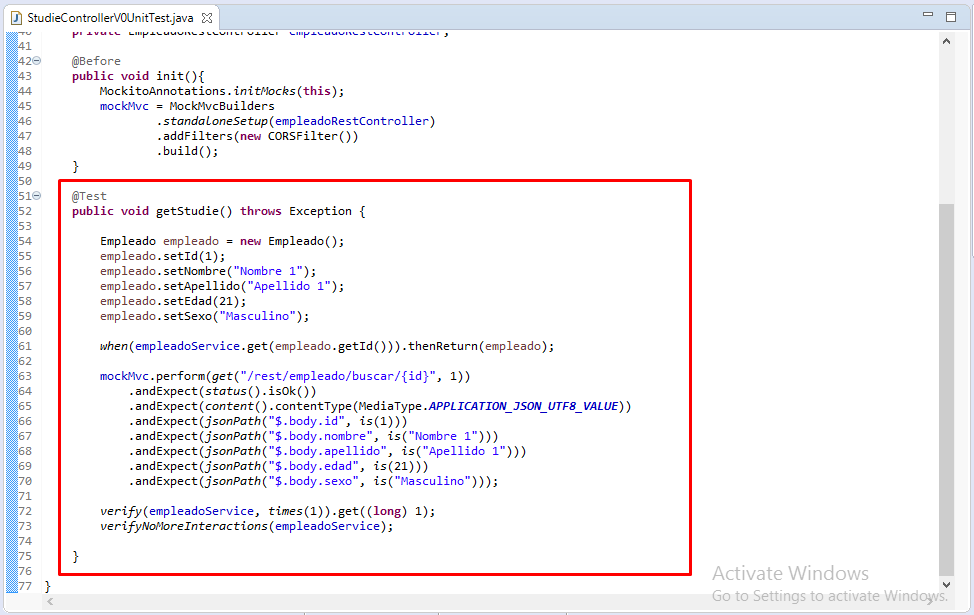 StudieControllerV0UnitTest.java
40 private EmpleadoRestController empleadoRestController;
41
42 @Before
43 public void init(){
44 MockitoAnnotations.initMocks(this);
45 mockMvc = MockMvcBuilders
46 .standaloneSetup(empleadoRestController)
47 .addFilters(new CORSFilter())
48 .build();
49 }
50
51 @Test
52 public void getStudie() throws Exception {
53
54 Empleado empleado = new Empleado();
55 empleado.setId(1);
56 empleado.setNombre("Nombre 1");
57 empleado.setApellido("Apellido 1");
58 empleado.setEdad(21);
59 empleado.setSexo("Masculino");
60
61 when(empleadoService.get(empleado.getId())).thenReturn(empleado);
62
63 mockMvc.perform(get("/rest/empleado/buscar/{id}", 1))
64 .andExpect(status().isOk())
65 .andExpect(content().contentType(MediaType.APPLICATION_JSON_UTF8_VALUE))
66 .andExpect(jsonPath("$.body.id", is(1)))
67 .andExpect(jsonPath("$.body.nombre", is("Nombre 1")))
68 .andExpect(jsonPath("$.body.apellido", is("Apellido 1")))
69 .andExpect(jsonPath("$.body.edad", is(21)))
70 .andExpect(jsonPath("$.body.sexo", is("Masculino")));
71
72 verify(empleadoService, times(1)).get((long) 1);
73 verifyNoMoreInteractions(empleadoService);
74
75 }
76
77 }
Activate Windows
Go to Settings to activate Windows.